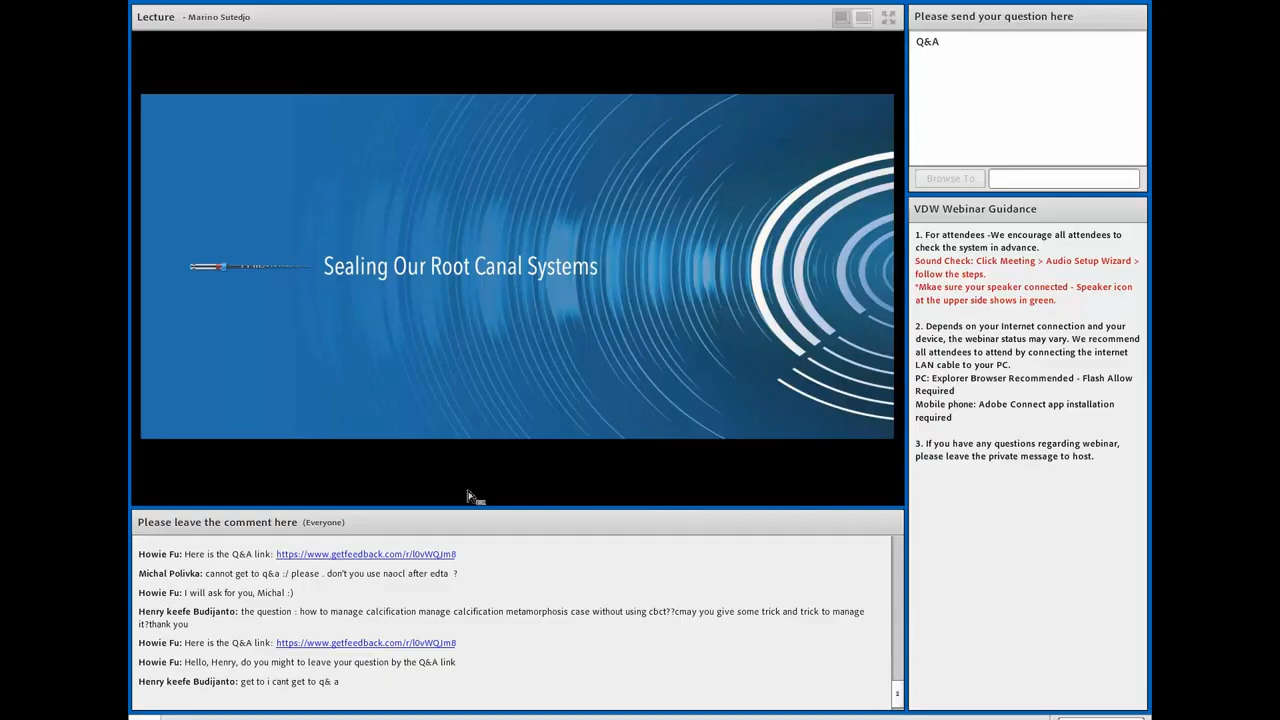 Lecture - Marino Sutedjo
Sealing Our Root Canal Systems
Please leave the comment here (Everyone)
Howie Fu: Here is the Q&A link: https://www.getfeedback.com/r/l0vWQJm8
Michal Polivka: cannot get to q&a :/ please . don't you use naocl after edta ?
Howie Fu: I will ask for you, Michal :)
Henry keefe Budijanto: the question : how to manage calcification manage calcification metamorphosis case without using cbct??cmay you give some trick and trick to manage
it?thank you
Howie Fu: Here is the Q&A link: https://www.getfeedback.com/r/l0vWQJm8
Howie Fu: Hello, Henry, do you might to leave your question by the Q&A link
Henry keefe Budijanto: get to i cant get to q& a
Please send your question here
Q&A
Browse To
VDW Webinar Guidance
1. For attendees -We encourage all attendees to
check the system in advance.
Sound Check: Click Meeting > Audio Setup Wizard >
follow the steps.
*Mkae sure your speaker connected - Speaker icon
at the upper side shows in green.
2. Depends on your Internet connection and your
device, the webinar status may vary. We recommend
all attendees to attend by connecting the internet
LAN cable to your PC.
PC: Explorer Browser Recommended - Flash Allow
Required
Mobile phone: Adobe Connect app installation
required
3. If you have any questions regarding webinar,
please leave the private message to host.